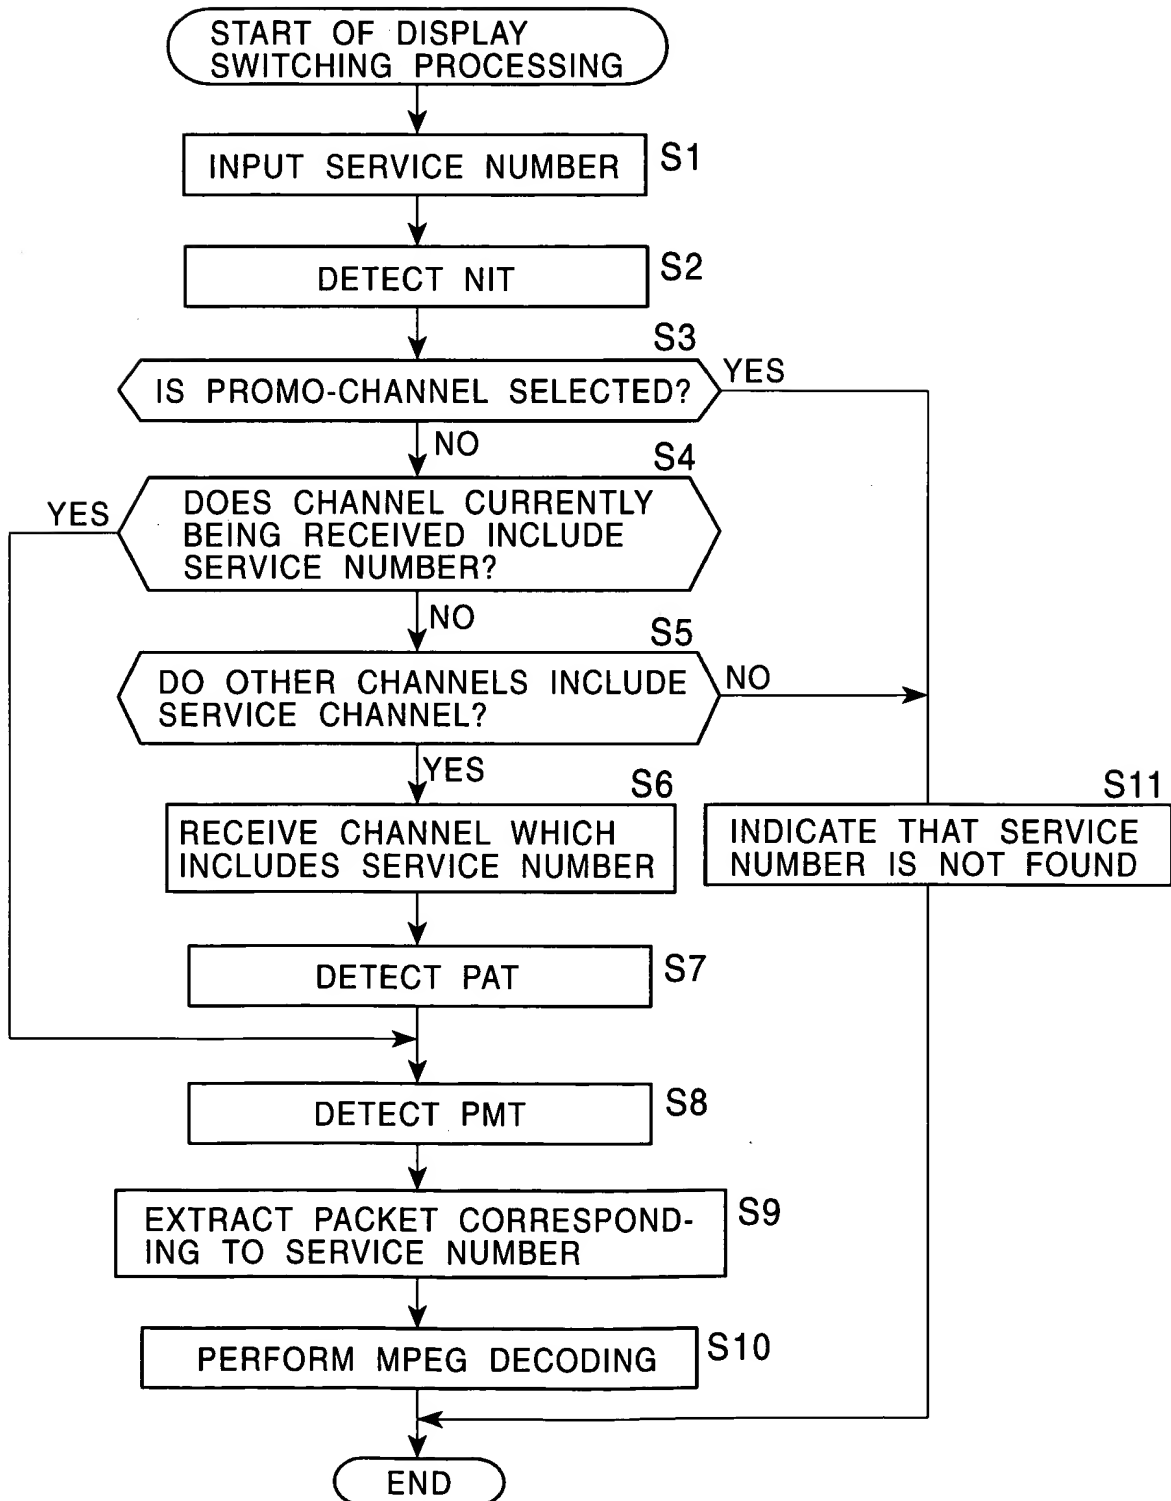 START OF DISPLAY
SWITCHING PROCESSING
INPUT SERVICE NUMBER
S1
DETECT NIT
S2
S3
IS PROMO-CHANNEL SELECTED?
YES
NO
S4
YES
DOES CHANNEL CURRENTLY
BEING RECEIVED INCLUDE
SERVICE NUMBER?
NO
S5
DO OTHER CHANNELS INCLUDE
SERVICE CHANNEL?
NO
YES
S6
RECEIVE CHANNEL WHICH
INCLUDES SERVICE NUMBER
S11
INDICATE THAT SERVICE
NUMBER IS NOT FOUND
DETECT PAT
S7
DETECT PMT
S8
EXTRACT PACKET CORRESPOND-
ING TO SERVICE NUMBER
S9
PERFORM MPEG DECODING
S10
END